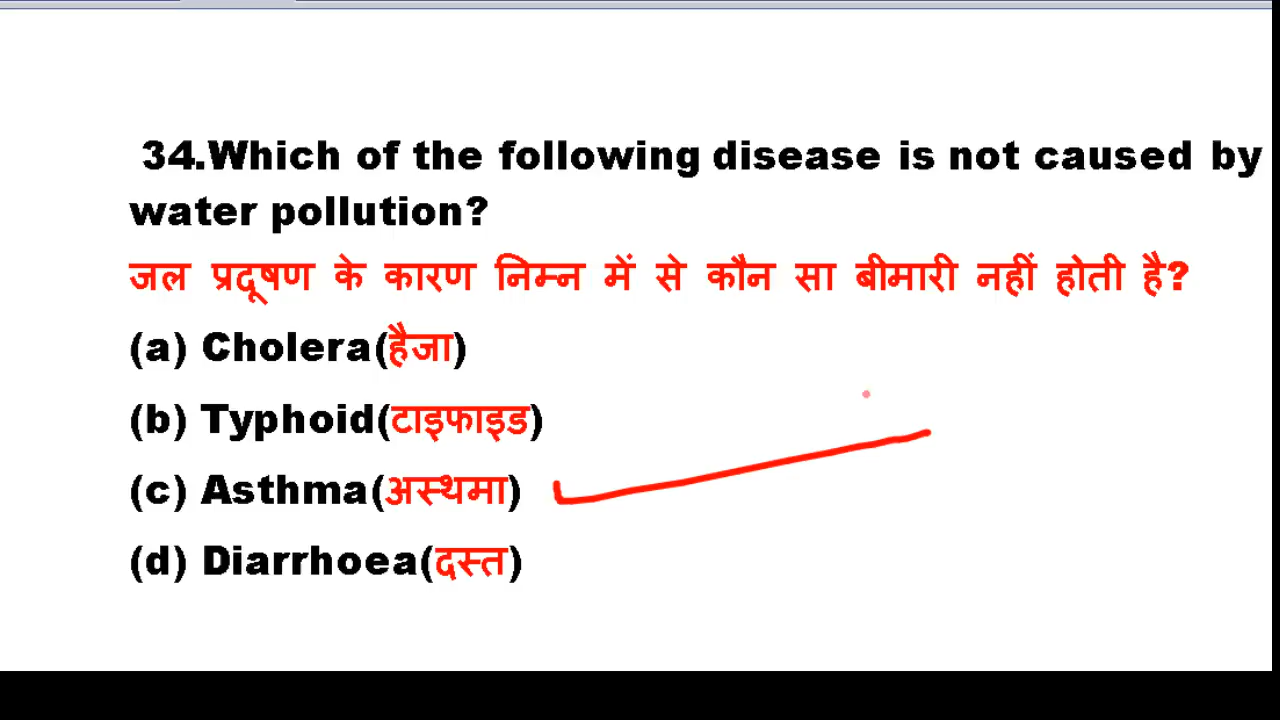 34.Which of the following disease is not caused by
water pollution?
जल प्रदूषण के कारण निम्न में से कौन सा बीमारी नहीं होती है?
(a) Cholera(हैजा)
(b) Typhoid(टाइफाइड)
(c) Asthma(अस्थमा)
(d) Diarrhoea(दस्त)